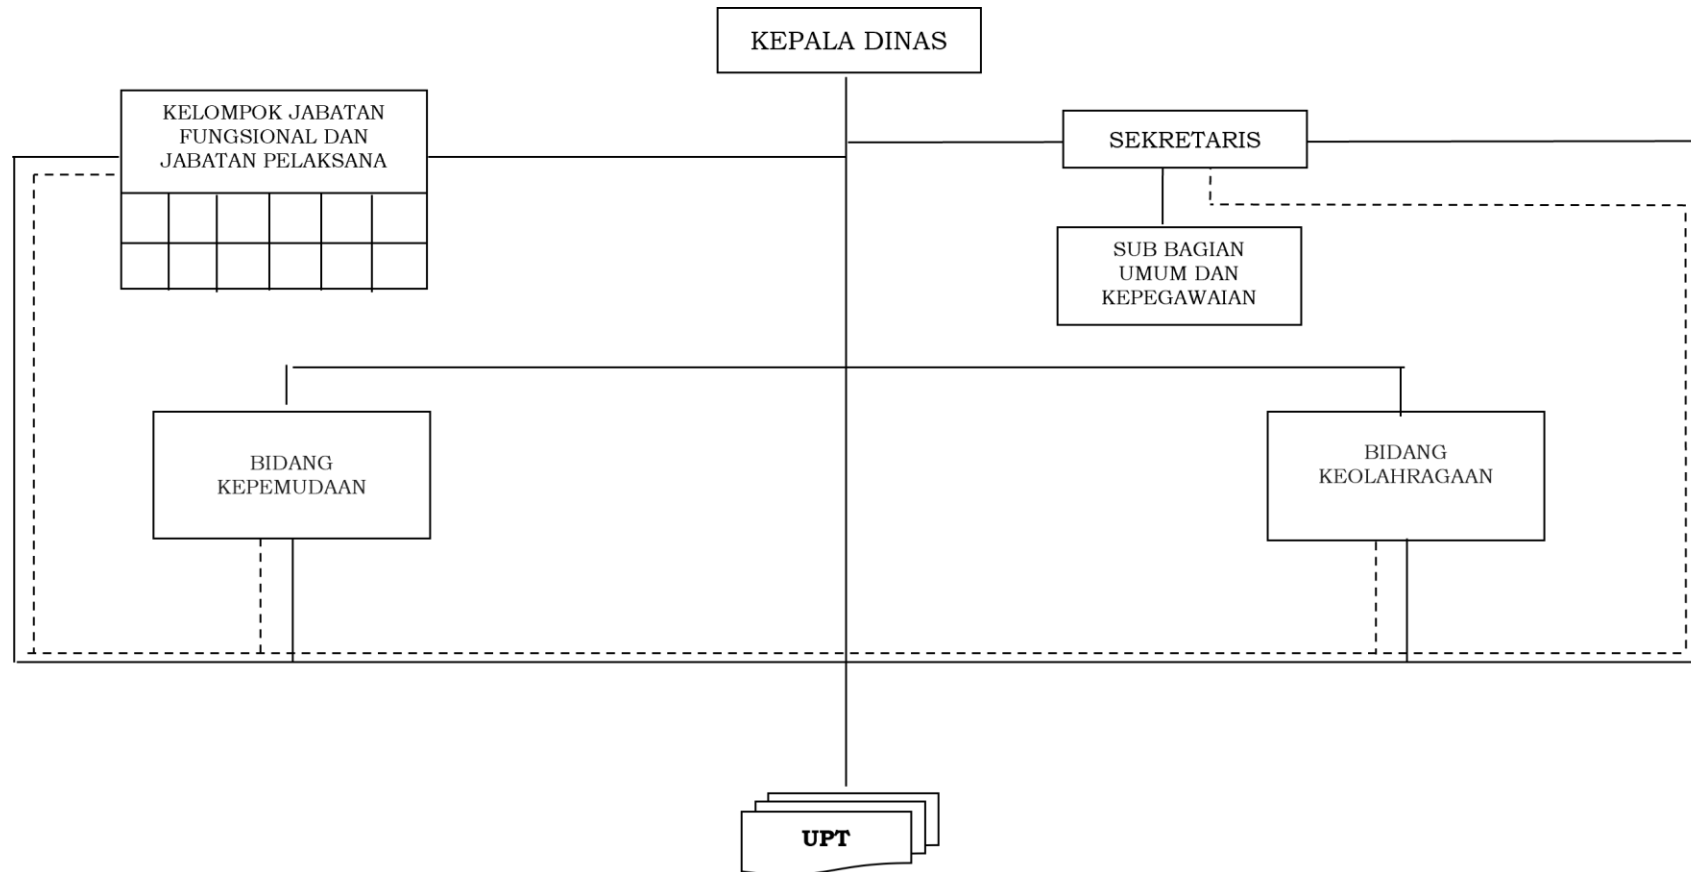 KEPALA DINAS
KELOMPOK JABATAN
FUNGSIONAL DAN
JABATAN PELAKSANA
SEKRETARIS
SUB BAGIAN
UMUM DAN
KEPEGAWAIAN
BIDANG
KEPEMUDAAN
BIDANG
KEOLAHRAGAAN
UPT